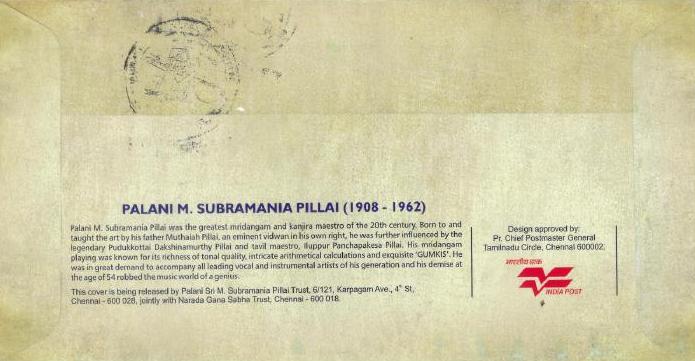 PALANI M. SUBRAMANIA PILLAI (1908 - 1962)
Palani M. Subramania Pillai was the greatest mridangam and kanjira maestro of the 20th century. Born to and
taught the art by his father Muthaiah Pillai, an eminent vidwan in his own right, he was further influenced by the
legendary Pudukkottai Dakshinamurthy Pillai and tavil maestro, Illuppur Panchapakesa Pillai. His mridangam
playing was known for its richness of tonal quality, intricate arithmetical calculations and exquisite 'GUMKIS'. He
was in great demand to accompany all leading vocal and instrumental artists of his generation and his demise at
the age of 54 robbed the music world of a genius.
This cover is being released by Palani Sri M. Subramania Pillai Trust, 6/121, Karpagam Ave., 4th St,
Chennai - 600 028, jointly with Narada Gana Sabha Trust, Chennai - 600 018.
Design approved by:
Pr. Chief Postmaster General
Tamilnadu Circle, Chennai 600002.
भारतीय डाक
INDIA POST